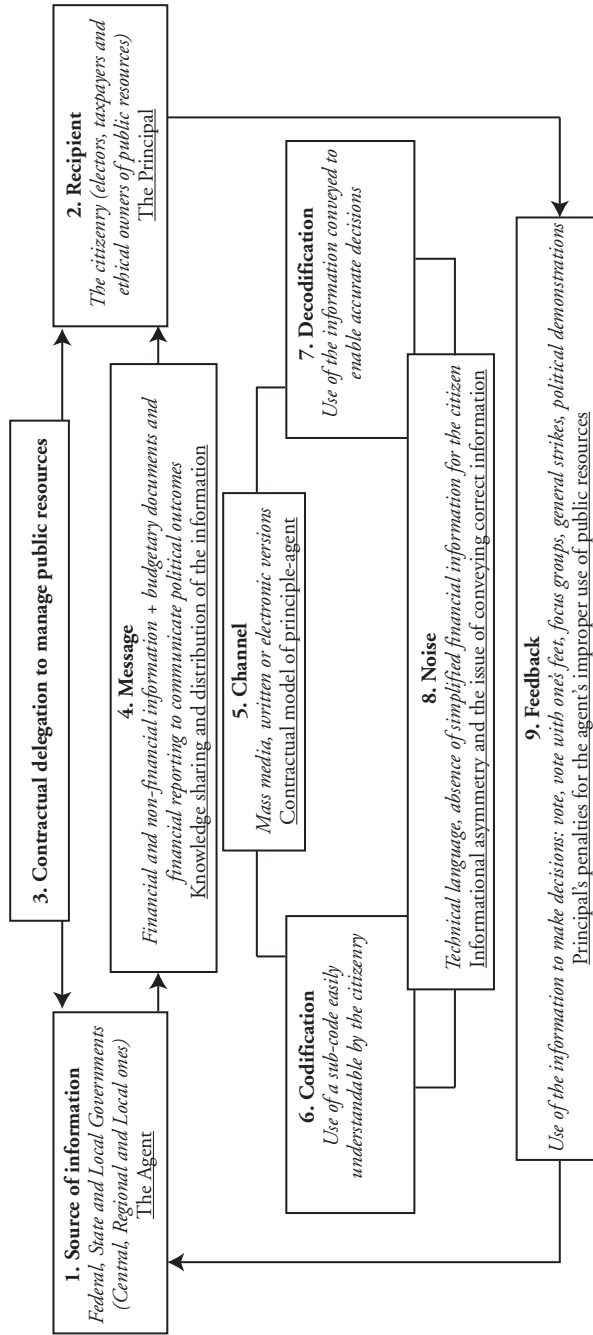 1. Source of information
Federal, State and Local Governments
(Central, Regional and Local ones)
The Agent
2. Recipient
The citizenry (electors, taxpayers and
ethical owners of public resources)
The Principal
3. Contractual delegation to manage public resources
4. Message
Financial and non-financial information + budgetary documents and
financial reporting to communicate political outcomes
Knowledge sharing and distribution of the information
5. Channel
Mass media, written or electronic versions
Contractual model of principle-agent
6. Codification
Use of a sub-code easily
understandable by the citizenry
7. Decodification
Use of the information conveyed to
enable accurate decisions
8. Noise
Technical language, absence of simplified financial information for the citizen
Informational asymmetry and the issue of conveying correct information
9. Feedback
Use of the information to make decisions: vote, vote with one's feet, focus groups, general strikes, political demonstrations
Principal's penalties for the agent's improper use of public resources